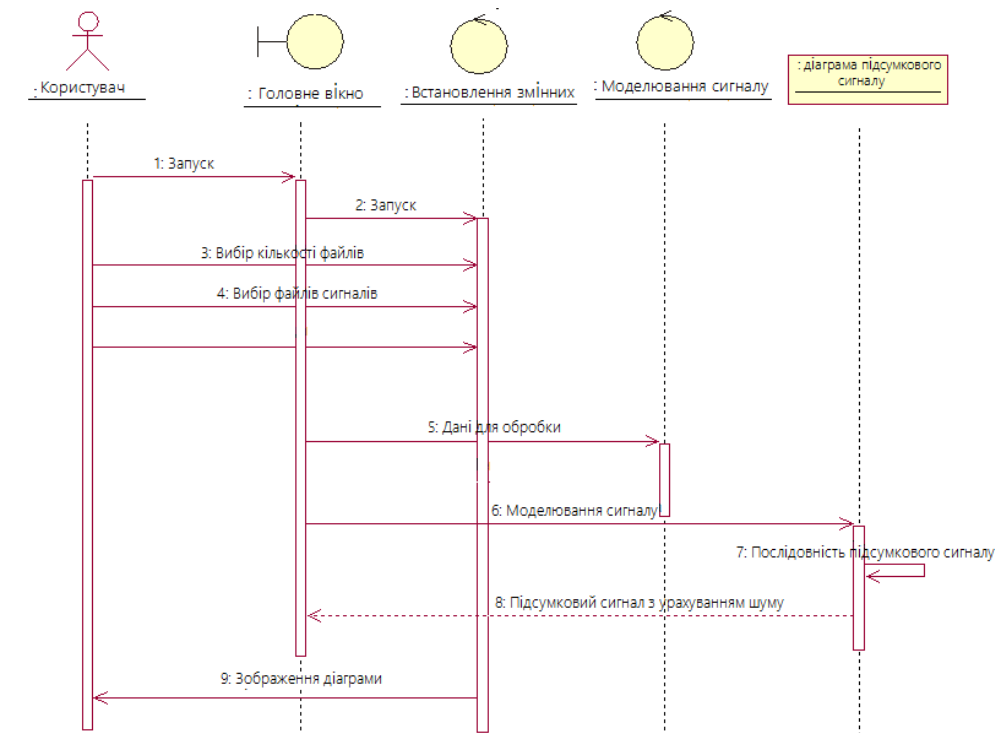 : Користувач
: Головне вікно
: Встановлення змінних
: Моделювання сигналу
: діаграма підсумкового
сигналу
1: Запуск
2: Запуск
3: Вибір кількості файлів
4: Вибір файлів сигналів
5: Дані для обробки
6: Моделювання сигналу
7: Послідовність підсумкового сигналу
8: Підсумковий сигнал з урахуванням шуму
9: Зображення діаграми